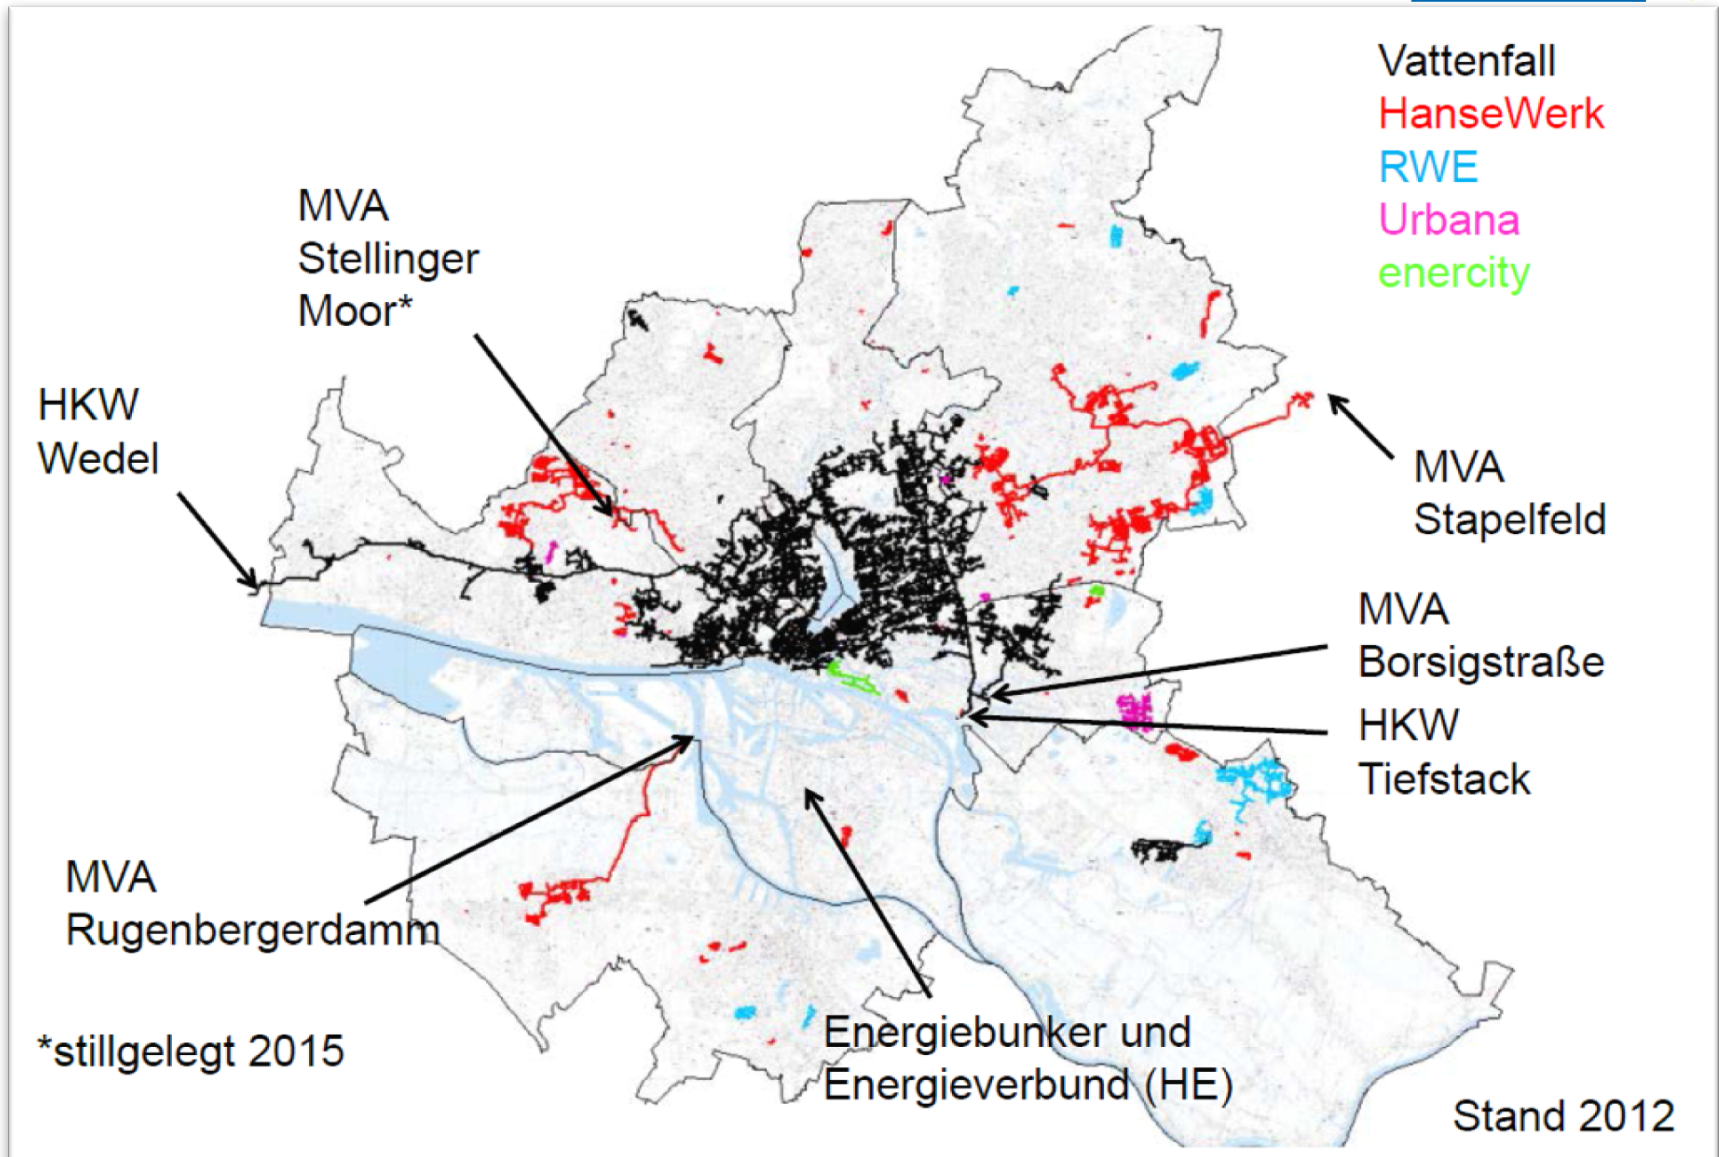 Vattenfall
HanseWerk
RWE
Urbana
enercity
MVA
Stellinger
Moor*
HKW
Wedel
MVA
Stapelfeld
MVA
Borsigstraße
HKW
Tiefstack
MVA
Rugenbergerdamm
Energiebunker und
Energieverbund (HE)
*stillgelegt 2015
Stand 2012